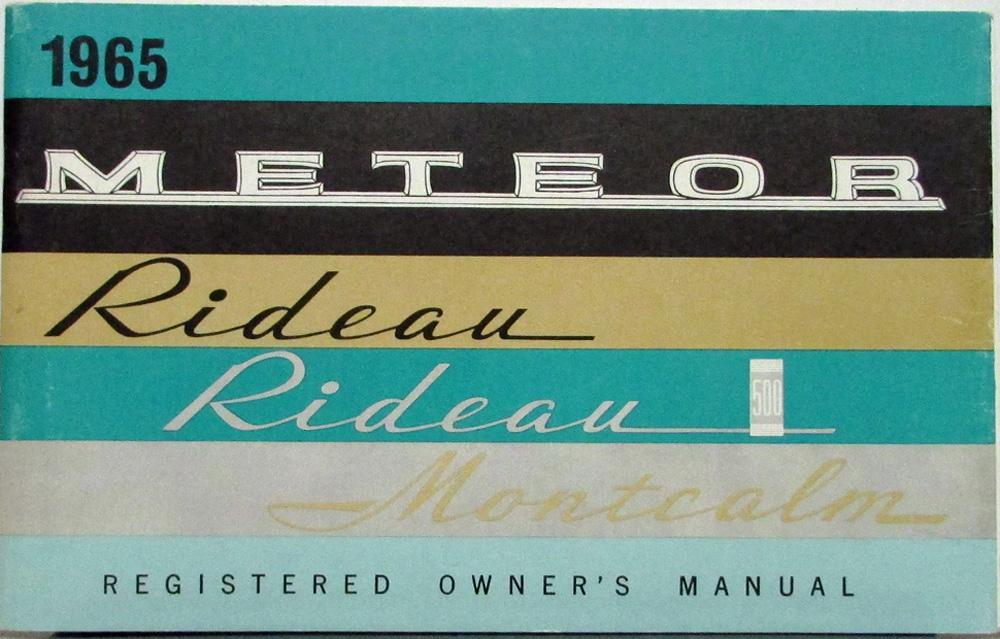 1965
METEOR
Rideau
Rideau 500
Montcalm
REGISTERED OWNER'S MANUAL